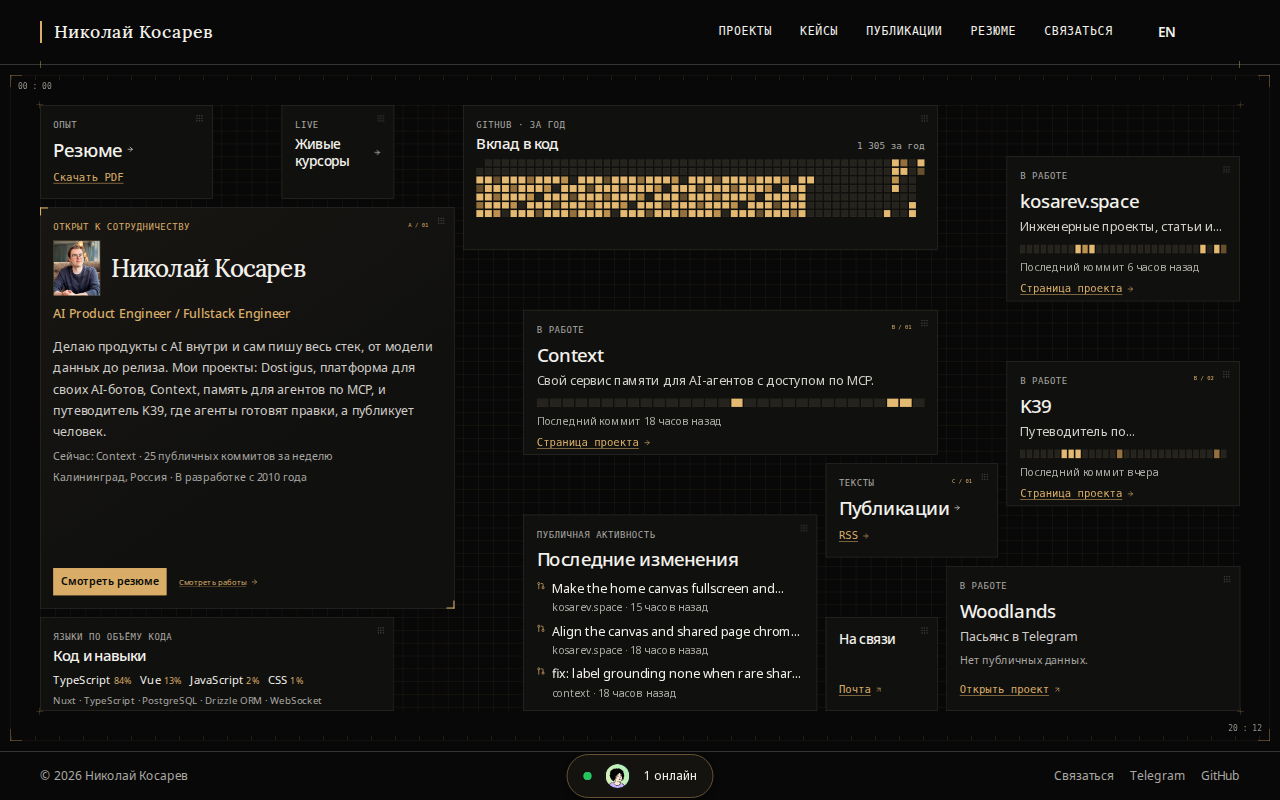 Николай Косарев
ПРОЕКТЫ КЕЙСЫ ПУБЛИКАЦИИ РЕЗЮМЕ СВЯЗАТЬСЯ EN
00 : 00
ОПЫТ
Резюме →
Скачать PDF
LIVE
Живые
курсоры →
GITHUB · ЗА ГОД
Вклад в код
1 305 за год
В РАБОТЕ
kosarev.space
Инженерные проекты, статьи и...
Последний коммит 6 часов назад
Страница проекта →
ОТКРЫТ К СОТРУДНИЧЕСТВУ
A / 01
Николай Косарев
AI Product Engineer / Fullstack Engineer
Делаю продукты с AI внутри и сам пишу весь стек, от модели
данных до релиза. Мои проекты: Dostigus, платформа для
своих AI-ботов, Context, память для агентов по MCP, и
путеводитель K39, где агенты готовят правки, а публикует
человек.
Сейчас: Context · 25 публичных коммитов за неделю
Калининград, Россия · В разработке с 2010 года
Смотреть резюме
Смотреть работы →
В РАБОТЕ
B / 01
Context
Свой сервис памяти для AI-агентов с доступом по MCP.
Последний коммит 18 часов назад
Страница проекта →
В РАБОТЕ
B / 02
K39
Путеводитель по...
Последний коммит вчера
Страница проекта →
ТЕКСТЫ
C / 01
Публикации →
RSS →
ПУБЛИЧНАЯ АКТИВНОСТЬ
Последние изменения
Make the home canvas fullscreen and...
kosarev.space · 15 часов назад
Align the canvas and shared page chrom...
kosarev.space · 18 часов назад
fix: label grounding none when rare shar...
context · 18 часов назад
В РАБОТЕ
Woodlands
Пасьянс в Telegram
Нет публичных данных.
Открыть проект ↗
ЯЗЫКИ ПО ОБЪЁМУ КОДА
Код и навыки
TypeScript 84% Vue 13% JavaScript 2% CSS 1%
Nuxt · TypeScript · PostgreSQL · Drizzle ORM · WebSocket
На связи
Почта ↗
20 : 12
© 2026 Николай Косарев
1 онлайн
Связаться Telegram GitHub